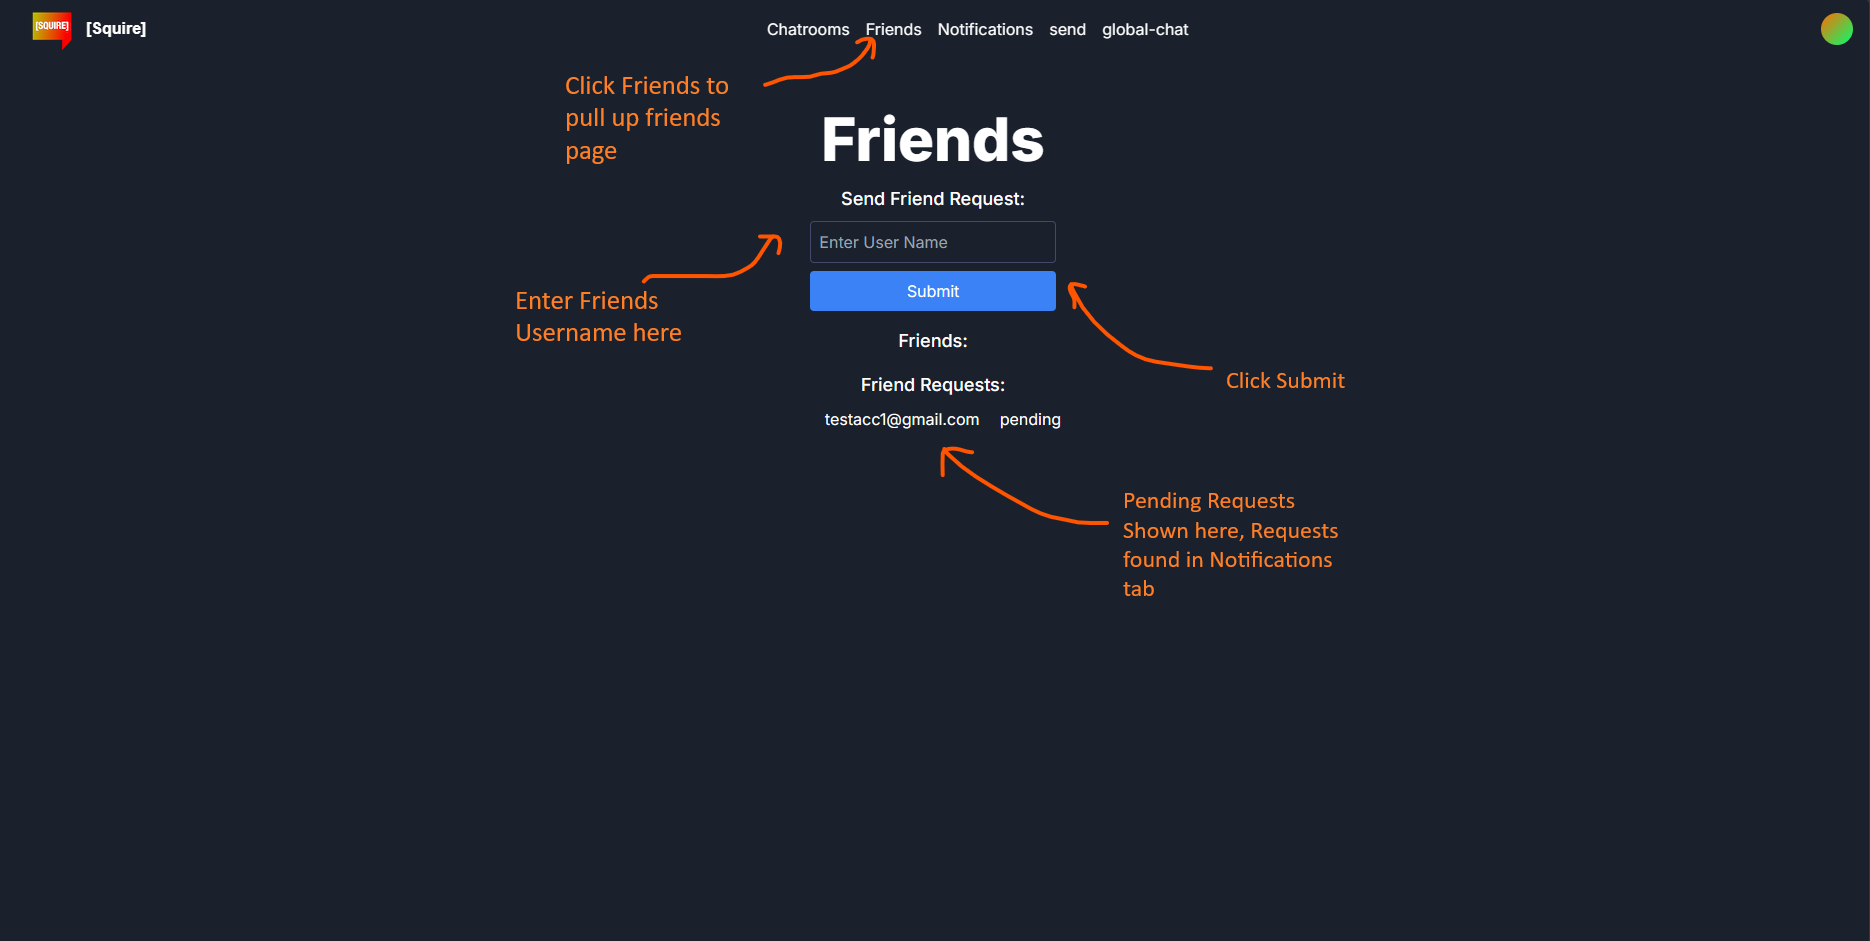 [SQUIRE]
[Squire]
Chatrooms Friends Notifications send global-chat
Click Friends to
pull up friends
page
Friends
Send Friend Request:
Enter User Name
Submit
Enter Friends
Username here
Friends:
Click Submit
Friend Requests:
testacc1@gmail.com pending
Pending Requests
Shown here, Requests
found in Notifications
tab